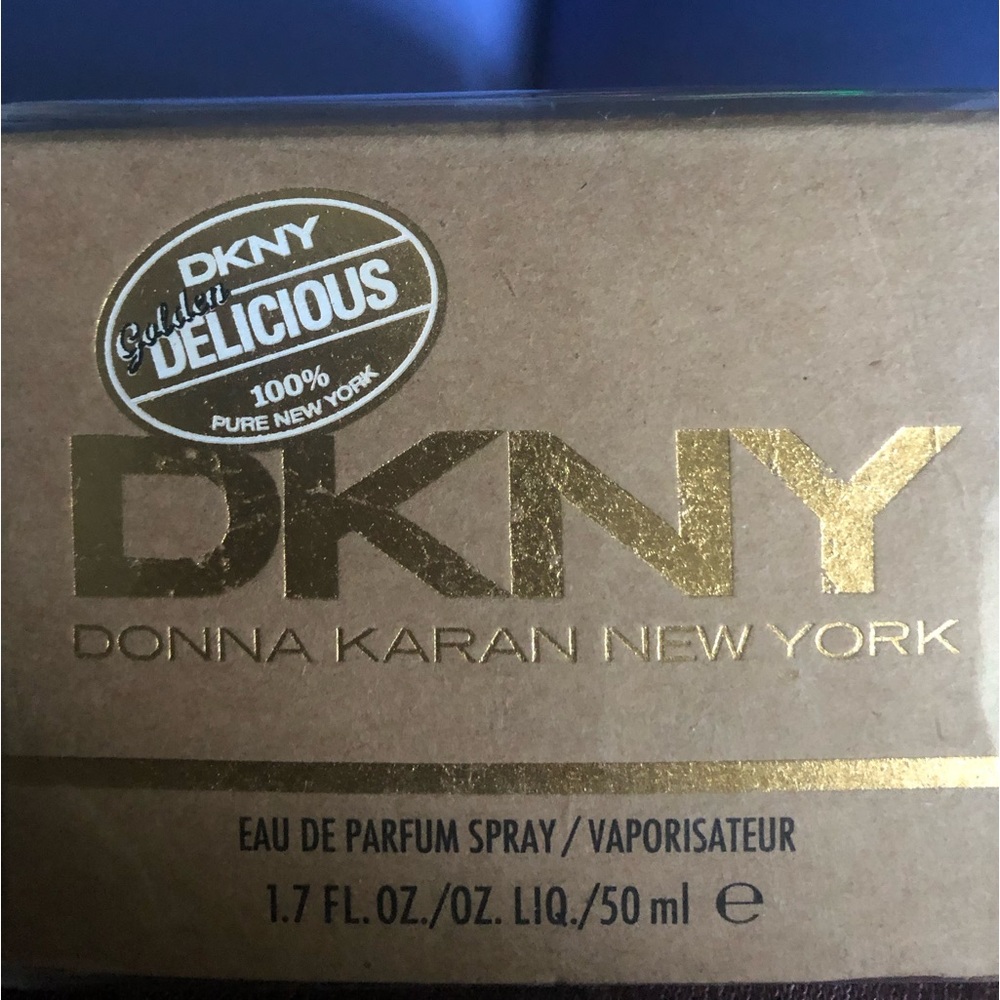 DKNY
Golden
DELICIOUS
100%
PURE NEW YORK
DKNY
DONNA KARAN NEW YORK
EAU DE PARFUM SPRAY / VAPORISATEUR
1.7 FL. OZ./OZ. LIQ./50 ml ℮